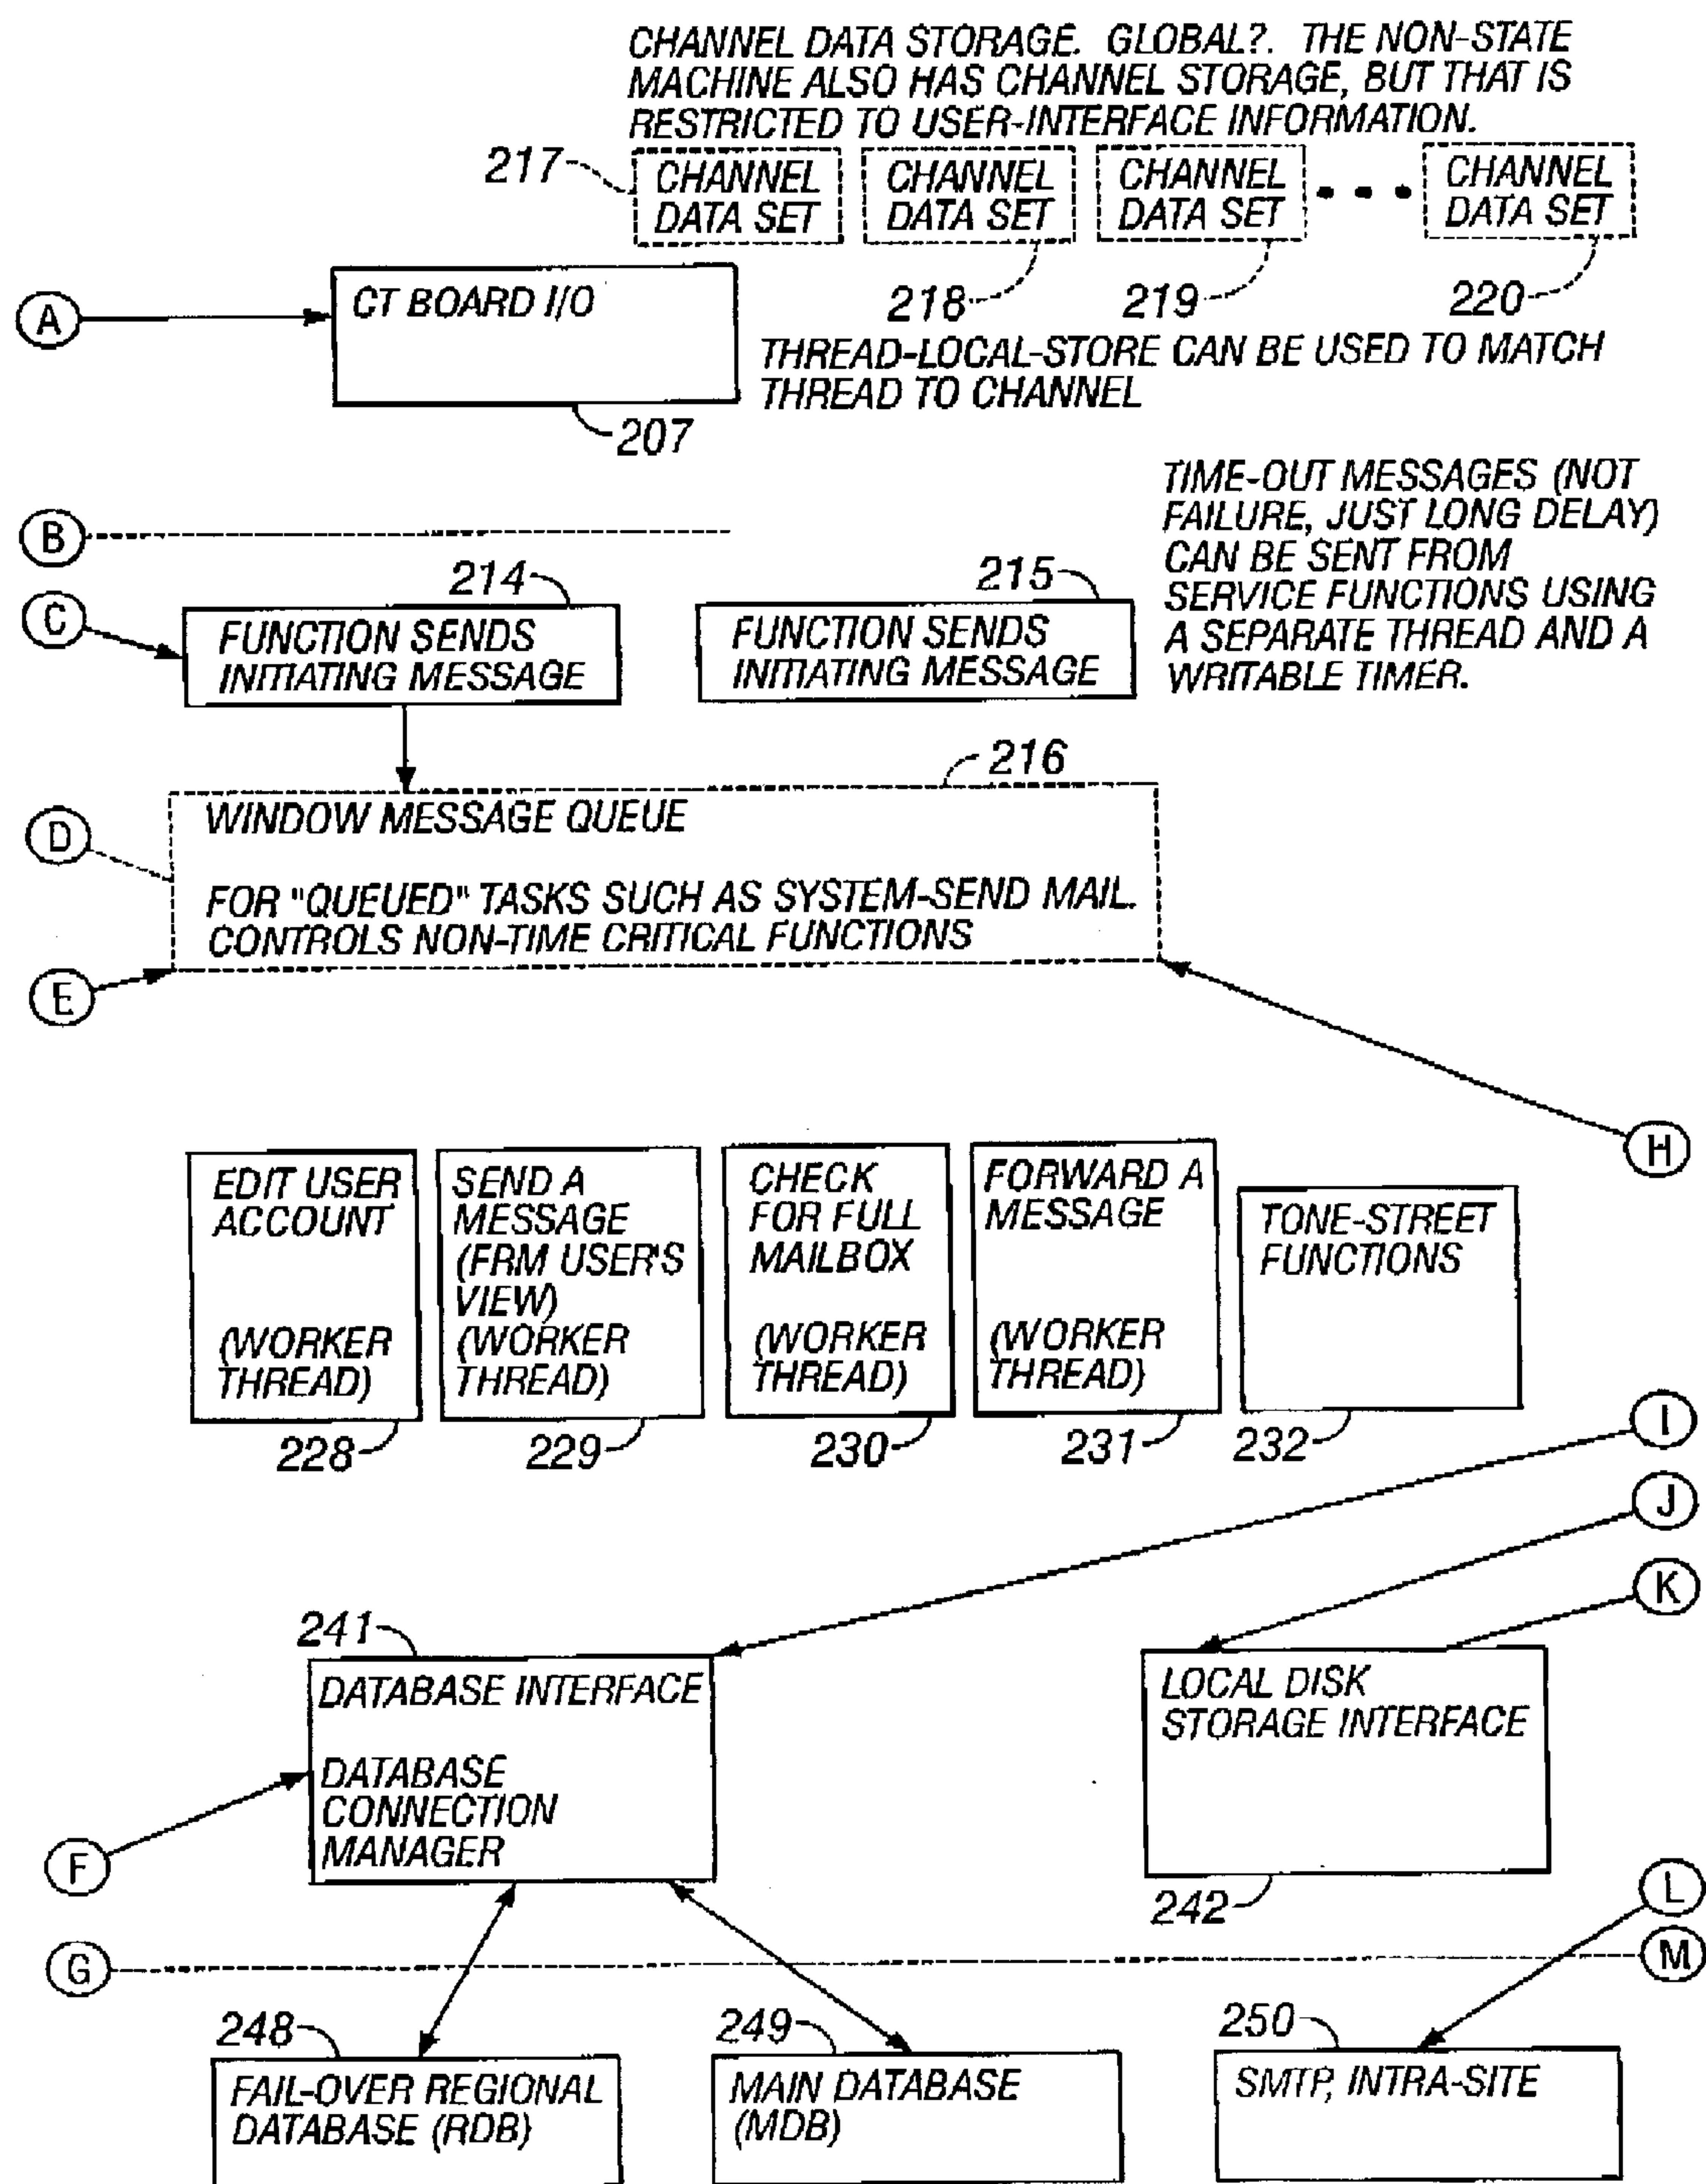 CHANNEL DATA STORAGE. GLOBAL?. THE NON-STATE
MACHINE ALSO HAS CHANNEL STORAGE, BUT THAT IS
RESTRICTED TO USER-INTERFACE INFORMATION.
217
CHANNEL
DATA SET
CHANNEL
DATA SET
CHANNEL
DATA SET
CHANNEL
DATA SET
218
219
220
A
CT BOARD I/O
207
THREAD-LOCAL-STORE CAN BE USED TO MATCH
THREAD TO CHANNEL
TIME-OUT MESSAGES (NOT
FAILURE, JUST LONG DELAY)
CAN BE SENT FROM
SERVICE FUNCTIONS USING
A SEPARATE THREAD AND A
WRITABLE TIMER.
B
C
214
FUNCTION SENDS
INITIATING MESSAGE
215
FUNCTION SENDS
INITIATING MESSAGE
216
D
WINDOW MESSAGE QUEUE
FOR "QUEUED" TASKS SUCH AS SYSTEM-SEND MAIL.
CONTROLS NON-TIME CRITICAL FUNCTIONS
E
H
EDIT USER
ACCOUNT
(WORKER
THREAD)
228
SEND A
MESSAGE
(FRM USER'S
VIEW)
(WORKER
THREAD)
229
CHECK
FOR FULL
MAILBOX
(WORKER
THREAD)
230
FORWARD A
MESSAGE
(WORKER
THREAD)
231
TONE-STREET
FUNCTIONS
232
I
J
K
241
DATABASE INTERFACE
DATABASE
CONNECTION
MANAGER
F
LOCAL DISK
STORAGE INTERFACE
242
L
G
M
248
FAIL-OVER REGIONAL
DATABASE (RDB)
249
MAIN DATABASE
(MDB)
250
SMTP, INTRA-SITE